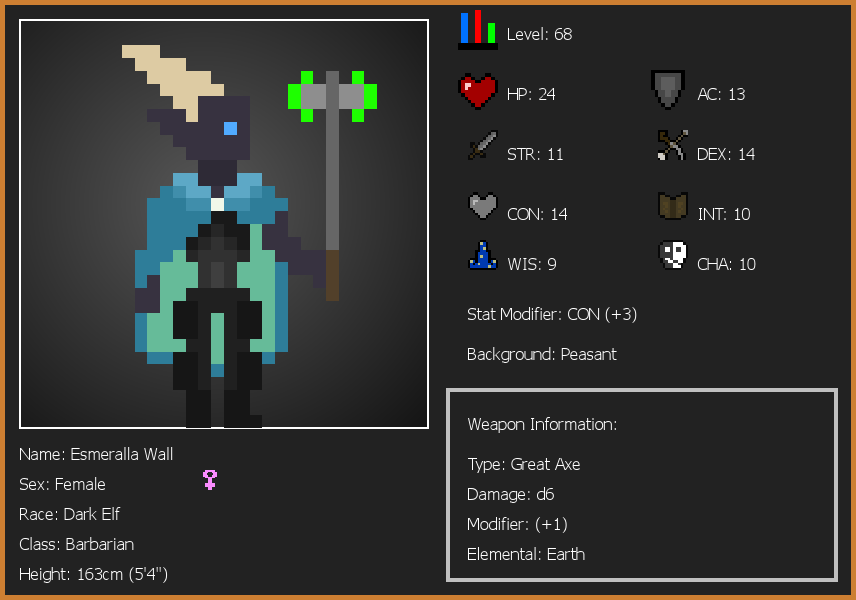 Level: 68
HP: 24
AC: 13
STR: 11
DEX: 14
CON: 14
INT: 10
WIS: 9
CHA: 10
Stat Modifier: CON (+3)
Background: Peasant
Weapon Information:
Type: Great Axe
Damage: d6
Modifier: (+1)
Elemental: Earth
Name: Esmeralla Wall
Sex: Female
Race: Dark Elf
Class: Barbarian
Height: 163cm (5'4")